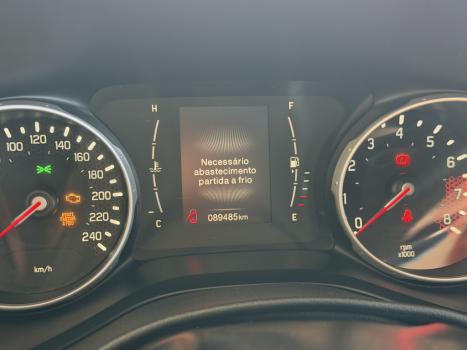 100 120 140 160 180 200 220 240
km/h
H
C
Necessário
abastecimento
partida a frio
089485km
F
E
0 1 2 3 4 5 6 7 8
rpm
x1000